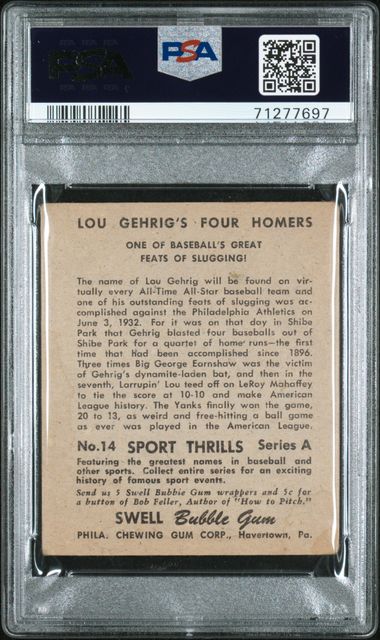 PSA
PSA
71277697
LOU GEHRIG'S FOUR HOMERS
ONE OF BASEBALL'S GREAT
FEATS OF SLUGGING!
The name of Lou Gehrig will be found on vir-
tually every All-Time All-Star baseball team and
one of his outstanding feats of slugging was ac-
complished against the Philadelphia Athletics on
June 3, 1932. For it was on that day in Shibe
Park that Gehrig blasted four baseballs out of
Shibe Park for a quartet of home runs—the first
time that had been accomplished since 1896.
Three times Big George Earnshaw was the victim
of Gehrig's dynamite-laden bat, and then in the
seventh, Larrupin' Lou teed off on LeRoy Mahaffey
to tie the score at 10-10 and make American
League history. The Yanks finally won the game,
20 to 13, as weird and free-hitting a ball game
as ever was played in the American League.
No.14 SPORT THRILLS Series A
Featuring the greatest names in baseball and
other sports. Collect entire series for an exciting
history of famous sport events.
Send us 5 Swell Bubble Gum wrappers and 5c for
a button of Bob Feller, Author of "How to Pitch."
SWELL Bubble Gum
PHILA. CHEWING GUM CORP., Havertown, Pa.